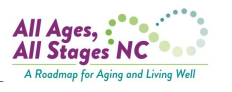 All Ages,
All Stages NC
A Roadmap for Aging and Living Well